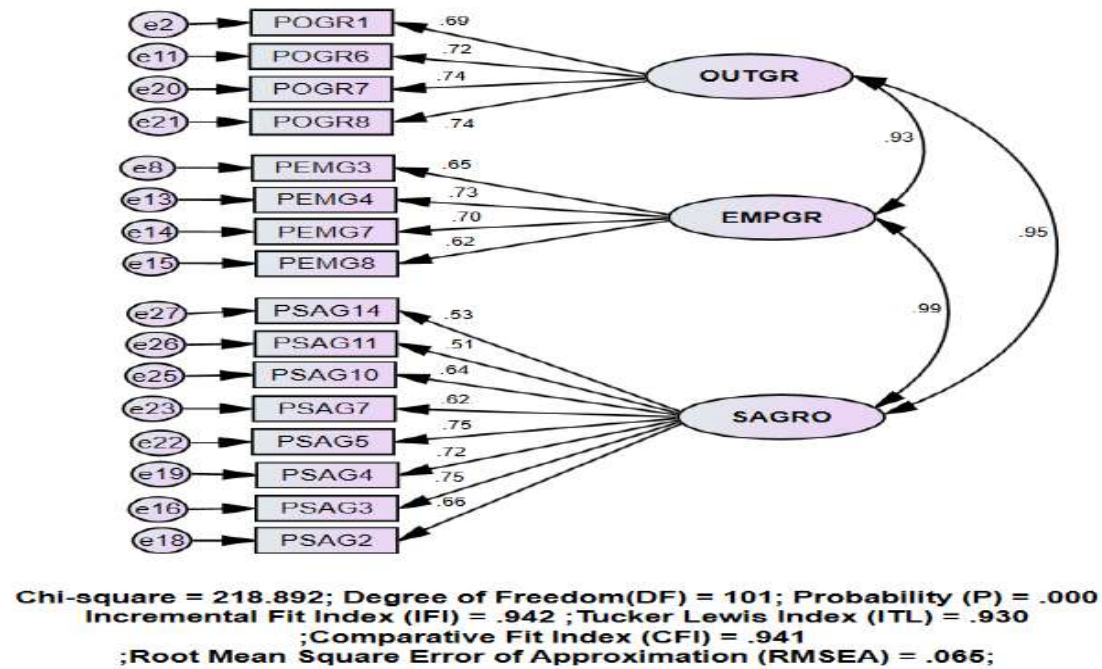 e2 POGR1 .69
e11 POGR6 .72
e20 POGR7 .74
e21 POGR8 .74
OUTGR
.93
e8 PEMG3 .65
e13 PEMG4 .73
e14 PEMG7 .70
e15 PEMG8 .62
EMPGR
.95
.99
e27 PSAG14 .53
e26 PSAG11 .51
e25 PSAG10 .64
e23 PSAG7 .62
e22 PSAG5 .75
e19 PSAG4 .72
e16 PSAG3 .75
e18 PSAG2 .66
SAGRO
Chi-square = 218.892; Degree of Freedom(DF) = 101; Probability (P) = .000
Incremental Fit Index (IFI) = .942 ;Tucker Lewis Index (ITL) = .930
;Comparative Fit Index (CFI) = .941
;Root Mean Square Error of Approximation (RMSEA) = .065;